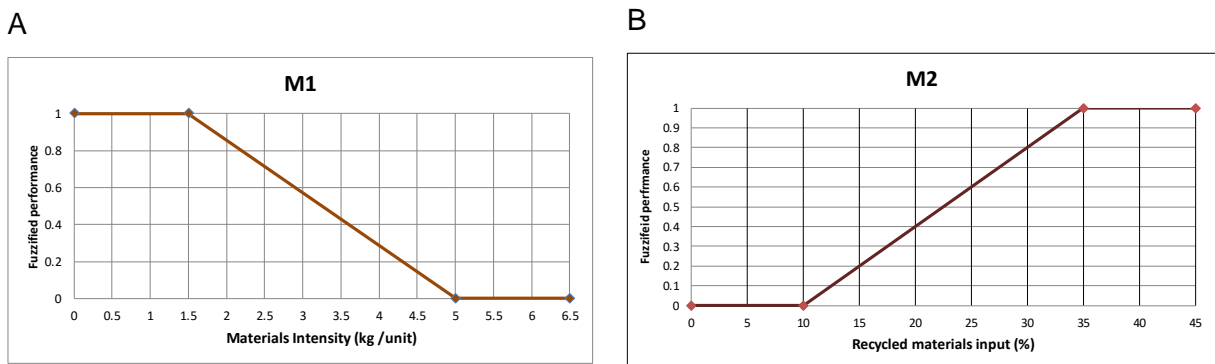 A
M1
Fuzzified performance
1
0.8
0.6
0.4
0.2
0
0 0.5 1 1.5 2 2.5 3 3.5 4 4.5 5 5.5 6 6.5
Materials Intensity (kg /unit)
B
M2
Fuzzifeid perfrmance
1
0.9
0.8
0.7
0.6
0.5
0.4
0.3
0.2
0.1
0
0 5 10 15 20 25 30 35 40 45
Recycled materials input (%)